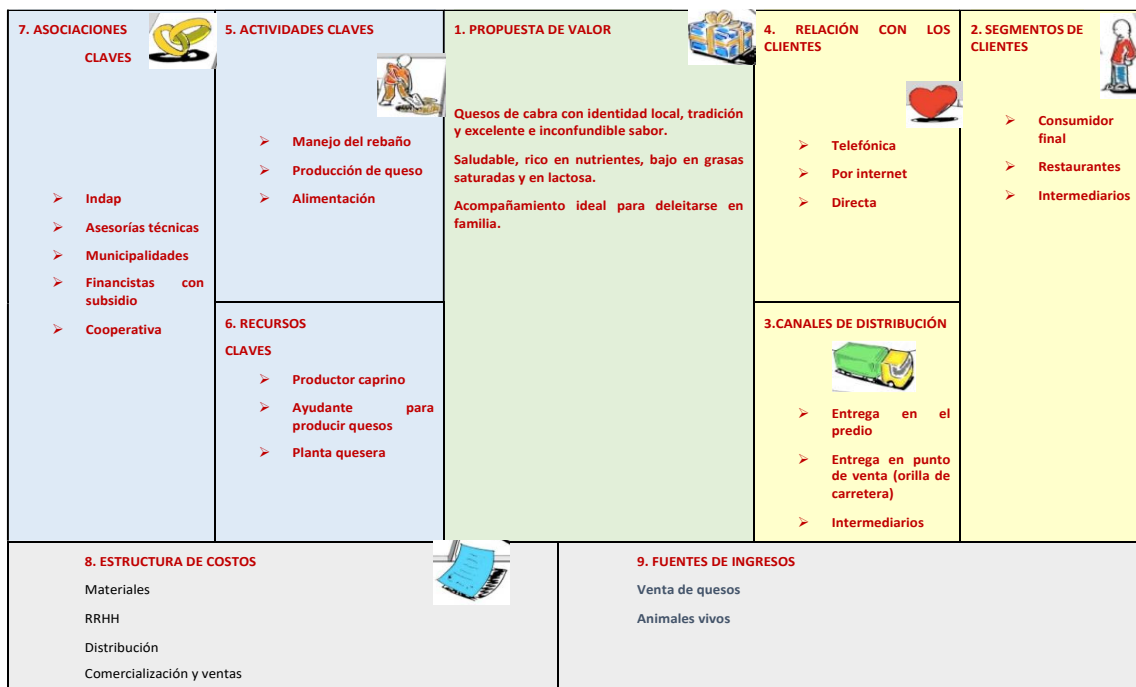 7. ASOCIACIONES
CLAVES
Indap
Asesorías técnicas
Municipalidades
Financistas con
subsidio
Cooperativa
5. ACTIVIDADES CLAVES
Manejo del rebaño
Producción de queso
Alimentación
6. RECURSOS
CLAVES
Productor caprino
Ayudante para
producir quesos
Planta quesera
1. PROPUESTA DE VALOR
Quesos de cabra con identidad local, tradición
y excelente e inconfundible sabor.
Saludable, rico en nutrientes, bajo en grasas
saturadas y en lactosa.
Acompañamiento ideal para deleitarse en
familia.
4. RELACIÓN CON LOS
CLIENTES
Telefónica
Por internet
Directa
3.CANALES DE DISTRIBUCIÓN
Entrega en el
predio
Entrega en punto
de venta (orilla de
carretera)
Intermediarios
2. SEGMENTOS DE
CLIENTES
Consumidor
final
Restaurantes
Intermediarios
8. ESTRUCTURA DE COSTOS
Materiales
RRHH
Distribución
Comercialización y ventas
9. FUENTES DE INGRESOS
Venta de quesos
Animales vivos